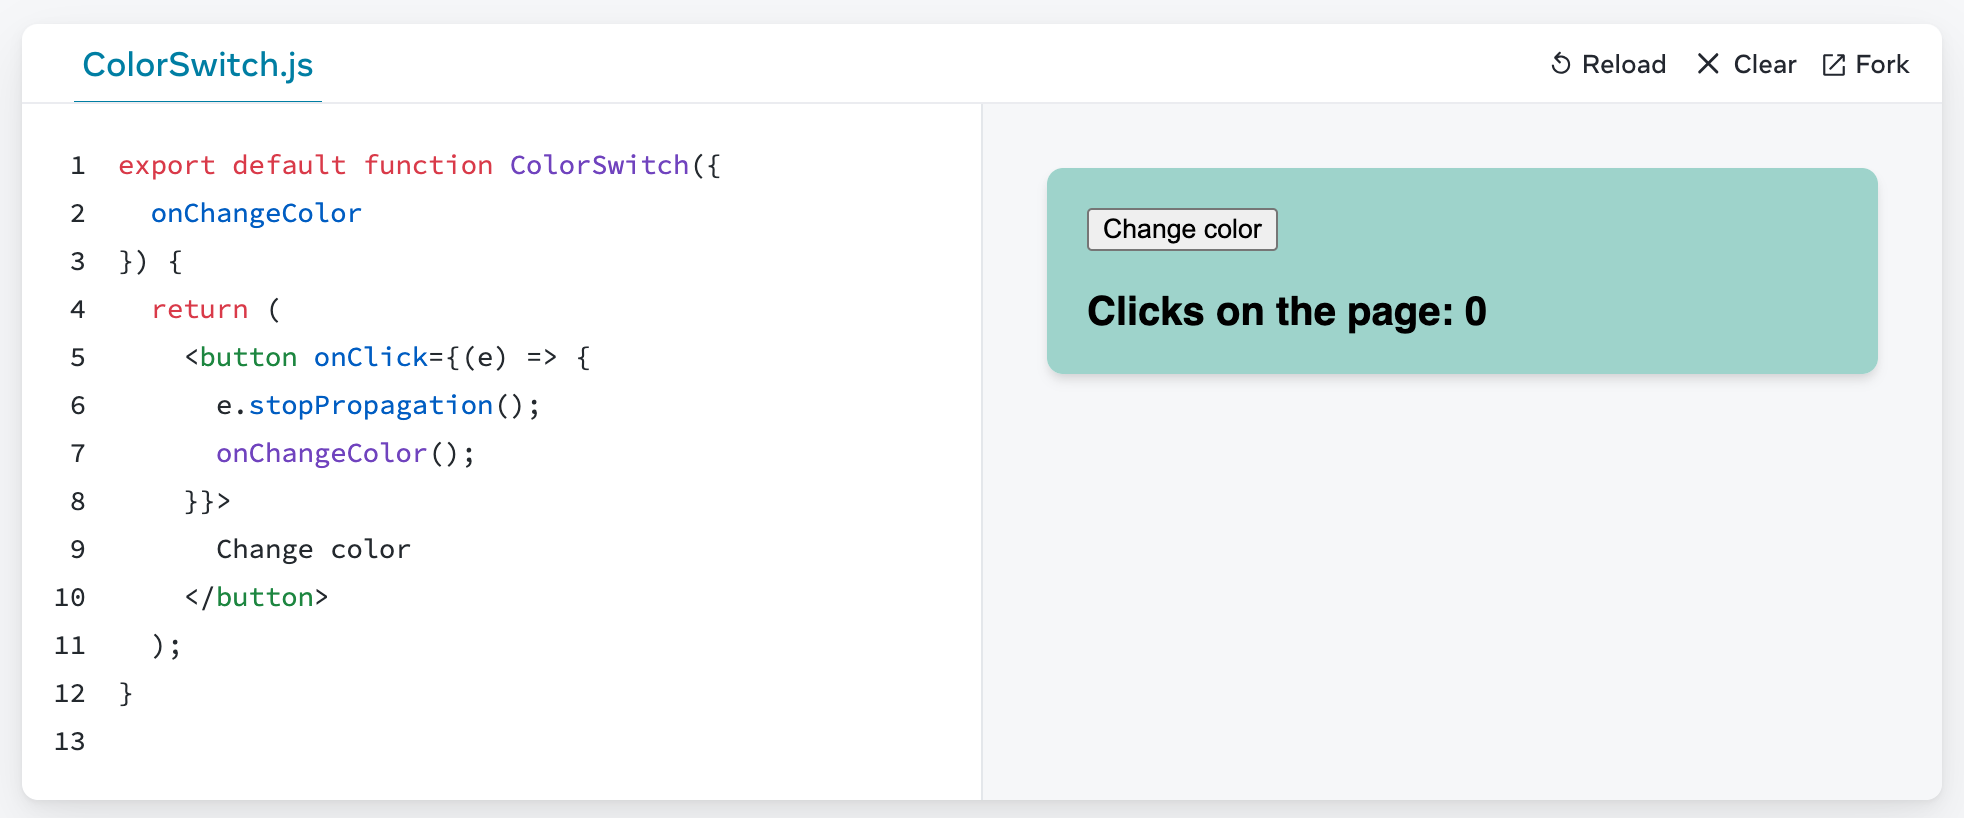 ColorSwitch.js
Reload Clear Fork
1 export default function ColorSwitch({
2   onChangeColor
3 }) {
4   return (
5     <button onClick={(e) => {
6       e.stopPropagation();
7       onChangeColor();
8     }}>
9       Change color
10     </button>
11   );
12 }
13
Change color
Clicks on the page: 0